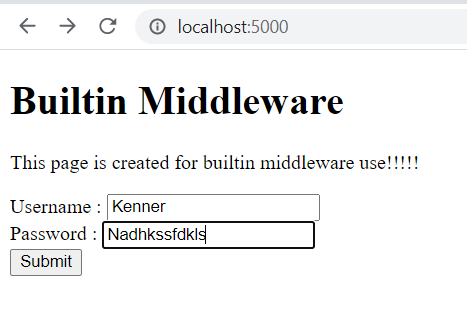 localhost:5000
Builtin Middleware
This page is created for builtin middleware use!!!!!
Username : Kenner
Password : Nadhkssfdkls
Submit